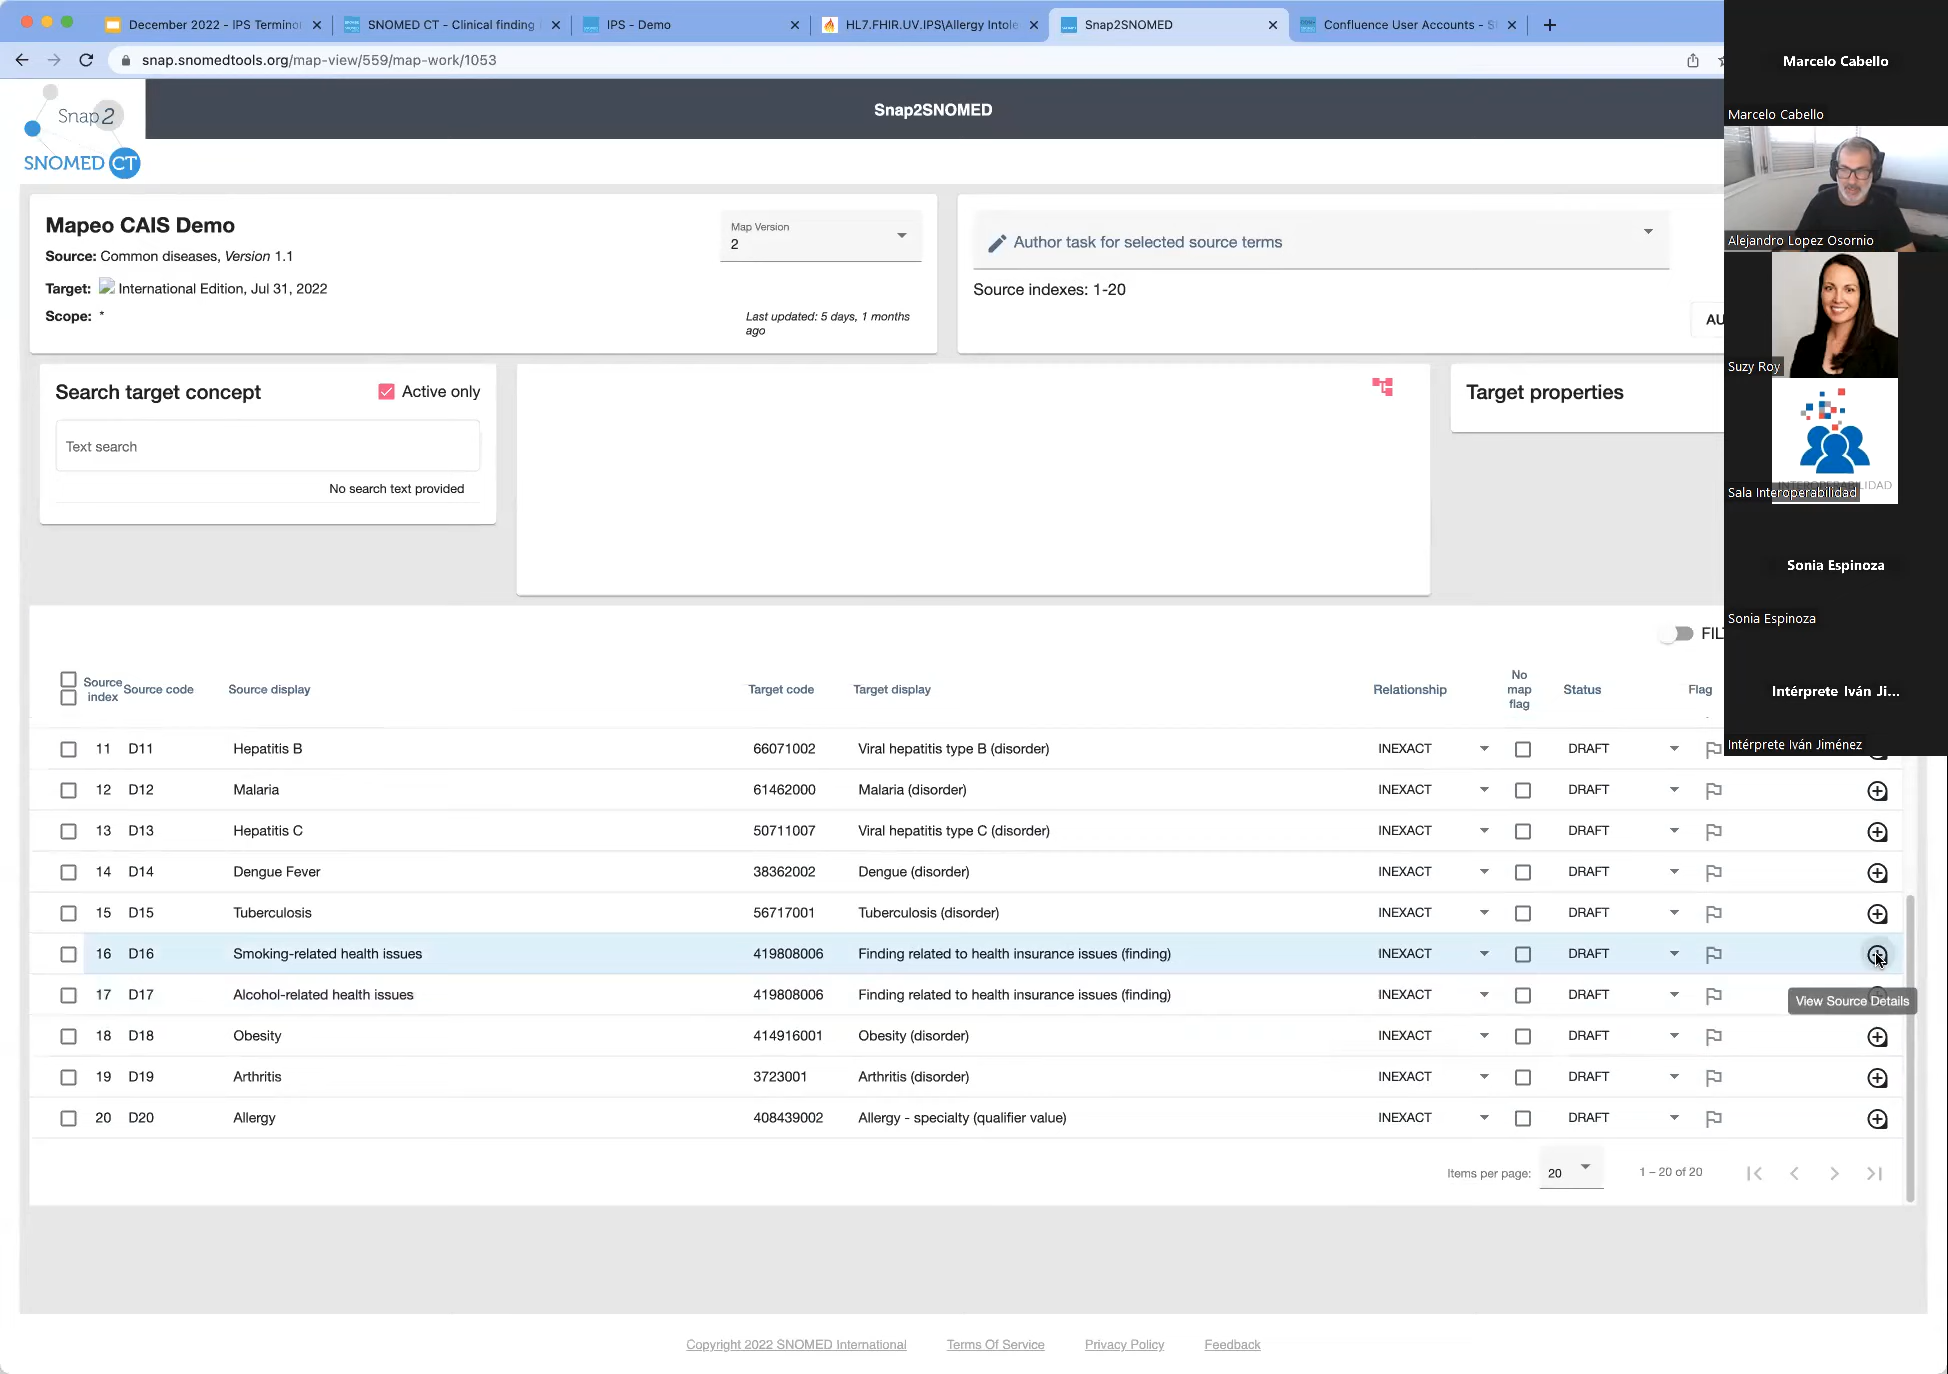 December 2022 - IPS Termino
SNOMED CT - Clinical finding
IPS - Demo
HL7.FHIR.UV.IPS\Allergy Intole
Snap2SNOMED
Confluence User Accounts - S
snap.snomedtools.org/map-view/559/map-work/1053
Snap2
SNOMED CT
Snap2SNOMED
Mapeo CAIS Demo
Source: Common diseases, Version 1.1
Target: International Edition, Jul 31, 2022
Scope: *
Map Version
2
Last updated: 5 days, 1 months
ago
Author task for selected source terms
Source indexes: 1-20
AU
Search target concept
Active only
Text search
No search text provided
Target properties
FIL
Source index Source code Source display Target code Target display Relationship No map flag Status Flag
11 D11 Hepatitis B 66071002 Viral hepatitis type B (disorder) INEXACT DRAFT
12 D12 Malaria 61462000 Malaria (disorder) INEXACT DRAFT
13 D13 Hepatitis C 50711007 Viral hepatitis type C (disorder) INEXACT DRAFT
14 D14 Dengue Fever 38362002 Dengue (disorder) INEXACT DRAFT
15 D15 Tuberculosis 56717001 Tuberculosis (disorder) INEXACT DRAFT
16 D16 Smoking-related health issues 419808006 Finding related to health insurance issues (finding) INEXACT DRAFT
17 D17 Alcohol-related health issues 419808006 Finding related to health insurance issues (finding) INEXACT DRAFT
View Source Details
18 D18 Obesity 414916001 Obesity (disorder) INEXACT DRAFT
19 D19 Arthritis 3723001 Arthritis (disorder) INEXACT DRAFT
20 D20 Allergy 408439002 Allergy - specialty (qualifier value) INEXACT DRAFT
Items per page: 20 1 – 20 of 20
Copyright 2022 SNOMED International Terms Of Service Privacy Policy Feedback
Marcelo Cabello
Marcelo Cabello
Alejandro Lopez Osornio
Suzy Roy
Sala Interoperabilidad
Sonia Espinoza
Sonia Espinoza
Intérprete Iván Ji...
Intérprete Iván Jiménez